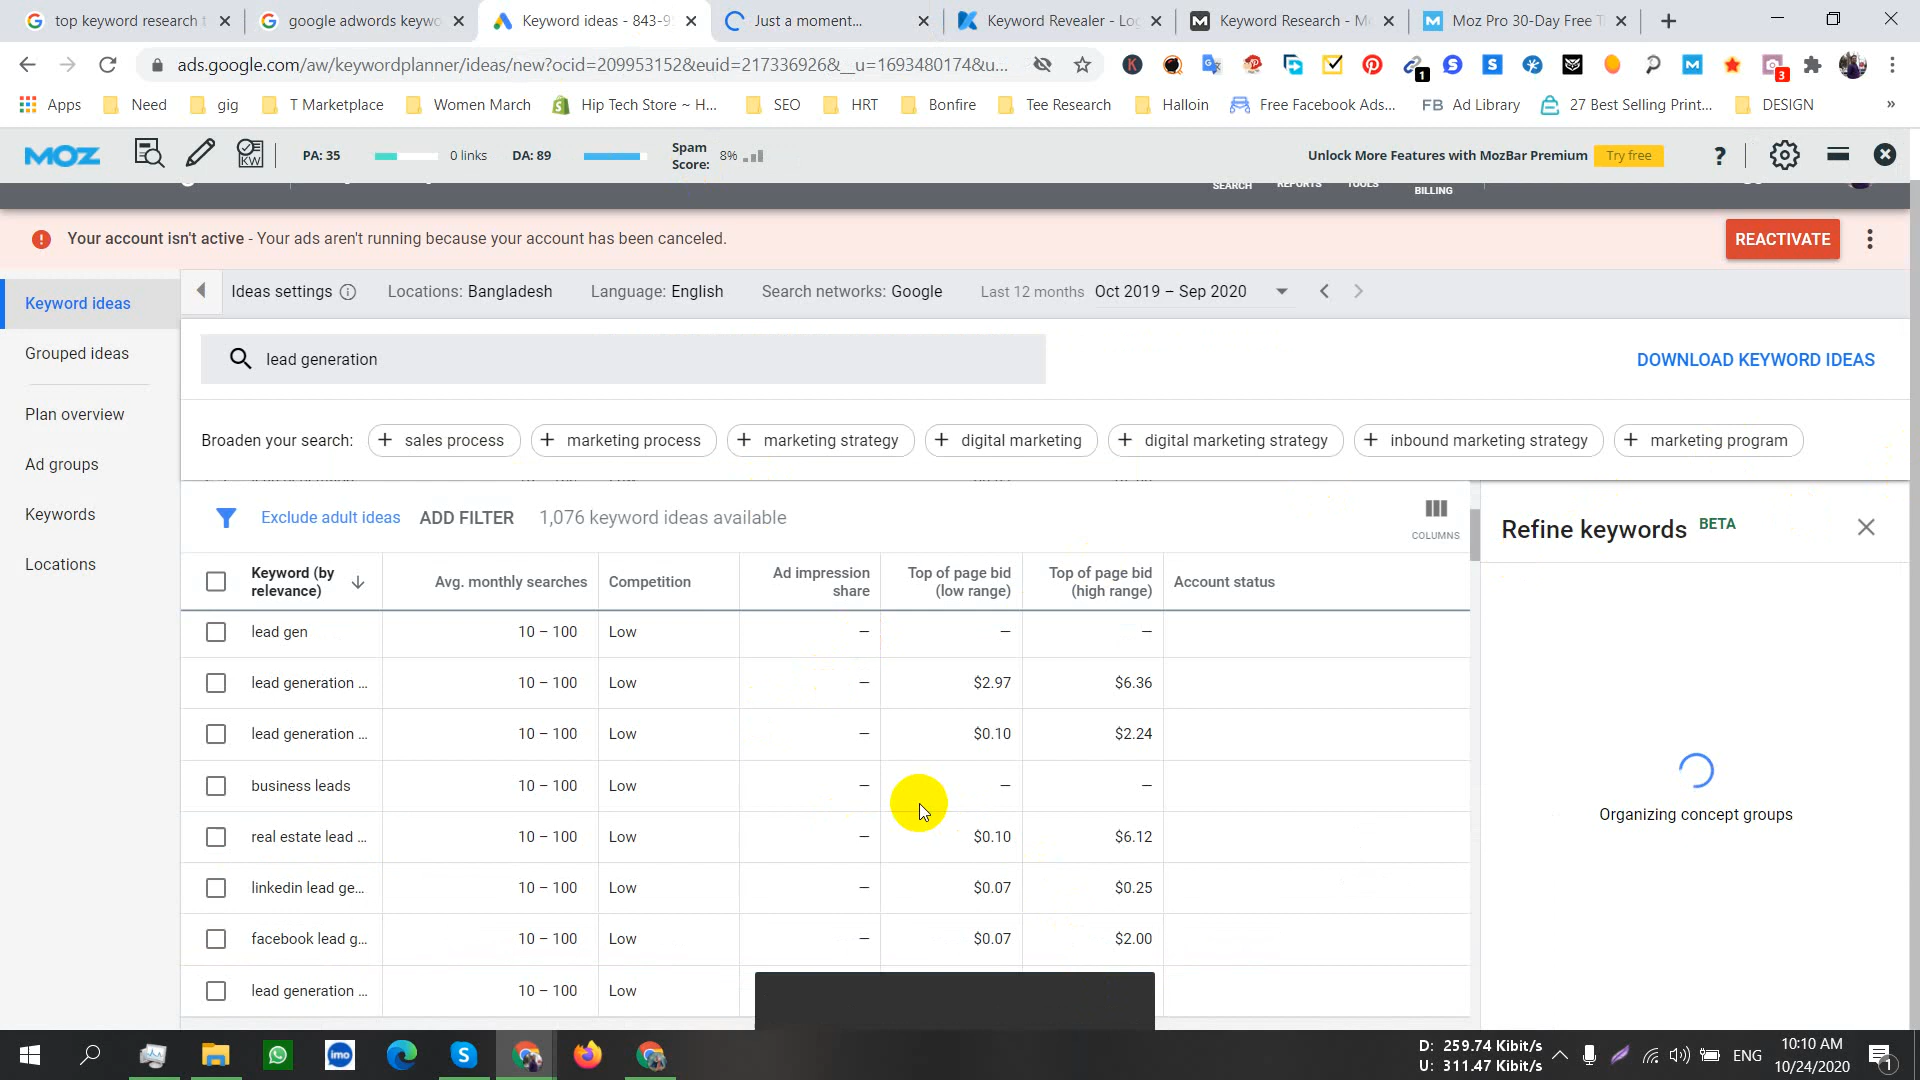 top keyword research t
google adwords keywo
Keyword ideas - 843-9
Just a moment...
Keyword Revealer - Lo
Keyword Research - M
Moz Pro 30-Day Free T
ads.google.com/aw/keywordplanner/ideas/new?ocid=209953152&euid=217336926&__u=1693480174&u...
Apps
Need
gig
T Marketplace
Women March
Hip Tech Store ~ H...
SEO
HRT
Bonfire
Tee Research
Halloin
Free Facebook Ads...
FB Ad Library
27 Best Selling Print...
DESIGN
»
MOZ
PA: 35
0 links
DA: 89
Spam Score: 8%
Unlock More Features with MozBar Premium
Try free
SEARCH
REPORTS
TOOLS
BILLING
Your account isn't active - Your ads aren't running because your account has been canceled.
REACTIVATE
Keyword ideas
Grouped ideas
Plan overview
Ad groups
Keywords
Locations
Ideas settings
Locations: Bangladesh
Language: English
Search networks: Google
Last 12 months Oct 2019 – Sep 2020
lead generation
DOWNLOAD KEYWORD IDEAS
Broaden your search:
+ sales process
+ marketing process
+ marketing strategy
+ digital marketing
+ digital marketing strategy
+ inbound marketing strategy
+ marketing program
Exclude adult ideas
ADD FILTER
1,076 keyword ideas available
COLUMNS
Refine keywords BETA
Keyword (by relevance)
Avg. monthly searches
Competition
Ad impression share
Top of page bid (low range)
Top of page bid (high range)
Account status
lead gen 10 – 100 Low – – –
lead generation ... 10 – 100 Low – $2.97 $6.36
lead generation ... 10 – 100 Low – $0.10 $2.24
business leads 10 – 100 Low – – –
real estate lead ... 10 – 100 Low – $0.10 $6.12
linkedin lead ge... 10 – 100 Low – $0.07 $0.25
facebook lead g... 10 – 100 Low – $0.07 $2.00
lead generation ... 10 – 100 Low
Organizing concept groups
imo
D: 259.74 Kibit/s
U: 311.47 Kibit/s
ENG
10:10 AM
10/24/2020